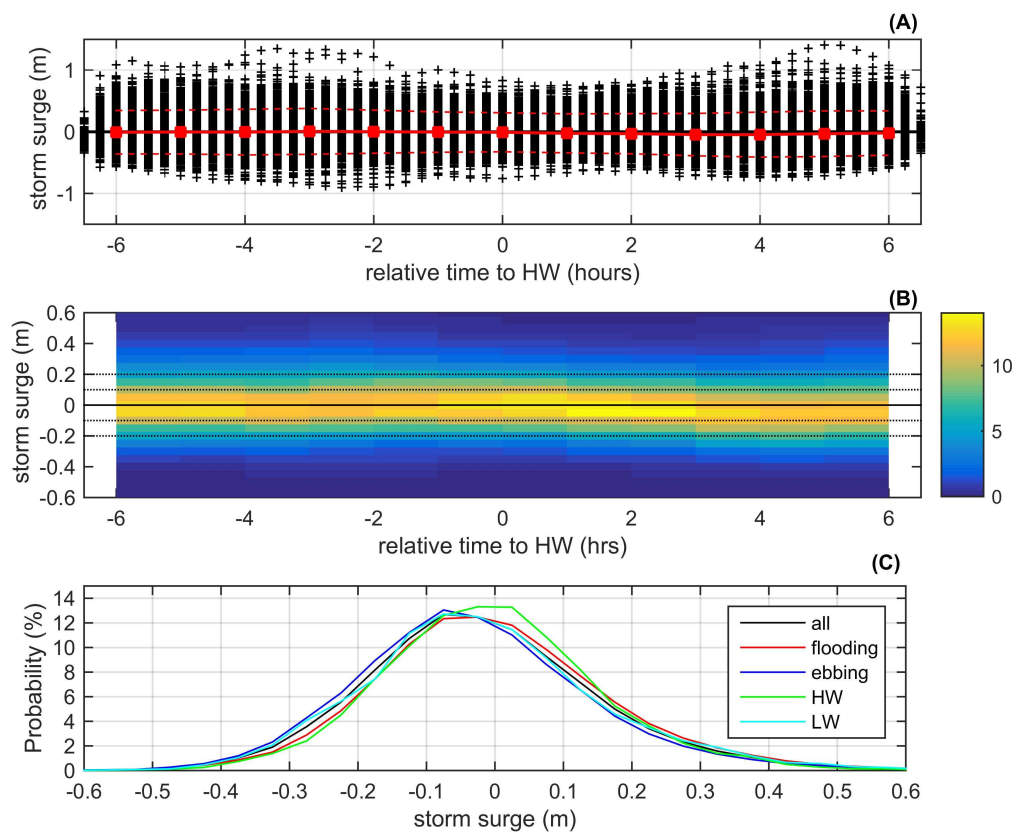 (A)
storm surge (m)
1
0
-1
-6 -4 -2 0 2 4 6
relative time to HW (hours)
(B)
storm surge (m)
0.6
0.4
0.2
0
-0.2
-0.4
-0.6
-6 -4 -2 0 2 4 6
relative time to HW (hrs)
10
5
0
(C)
Probability (%)
14
12
10
8
6
4
2
0
all
flooding
ebbing
HW
LW
-0.6 -0.5 -0.4 -0.3 -0.2 -0.1 0 0.1 0.2 0.3 0.4 0.5 0.6
storm surge (m)